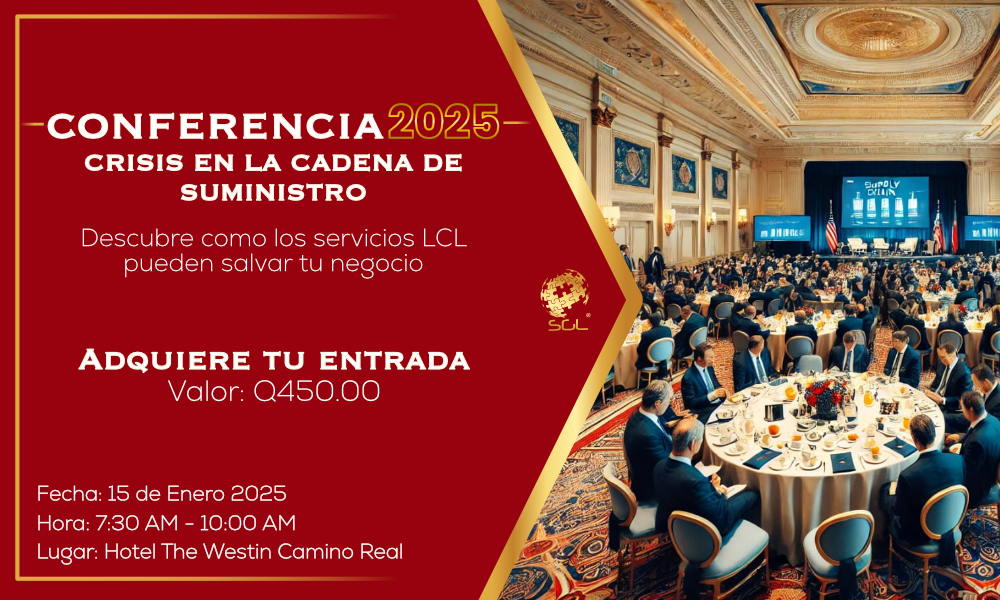 CONFERENCIA 2025
CRISIS EN LA CADENA DE
SUMINISTRO
Descubre como los servicios LCL
pueden salvar tu negocio
SGL®
ADQUIERE TU ENTRADA
Valor: Q450.00
Fecha: 15 de Enero 2025
Hora: 7:30 AM - 10:00 AM
Lugar: Hotel The Westin Camino Real